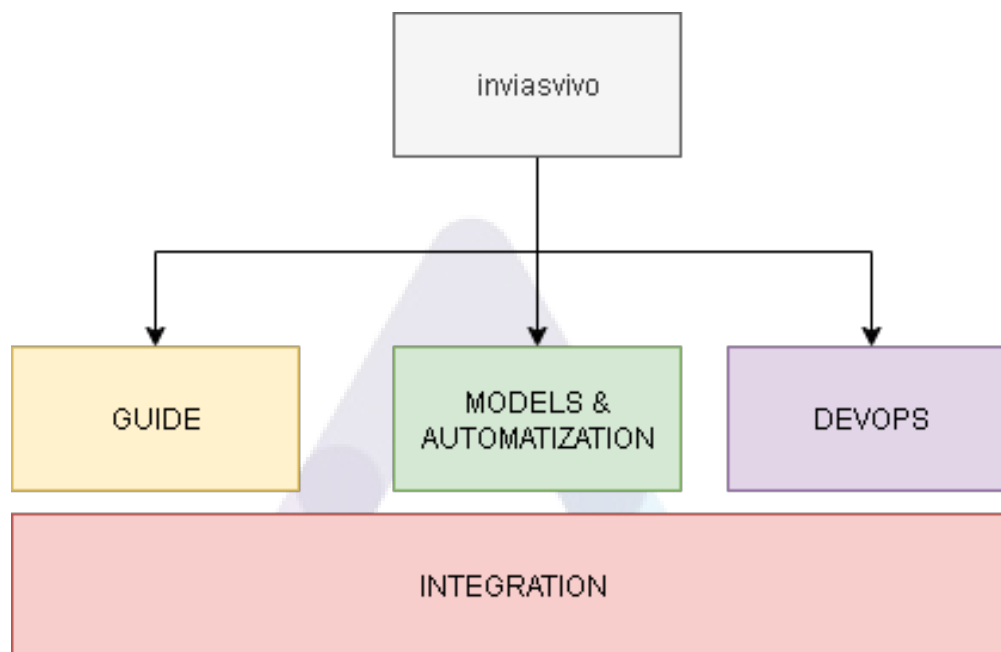 inviasvivo
GUIDE
MODELS &
AUTOMATIZATION
DEVOPS
INTEGRATION